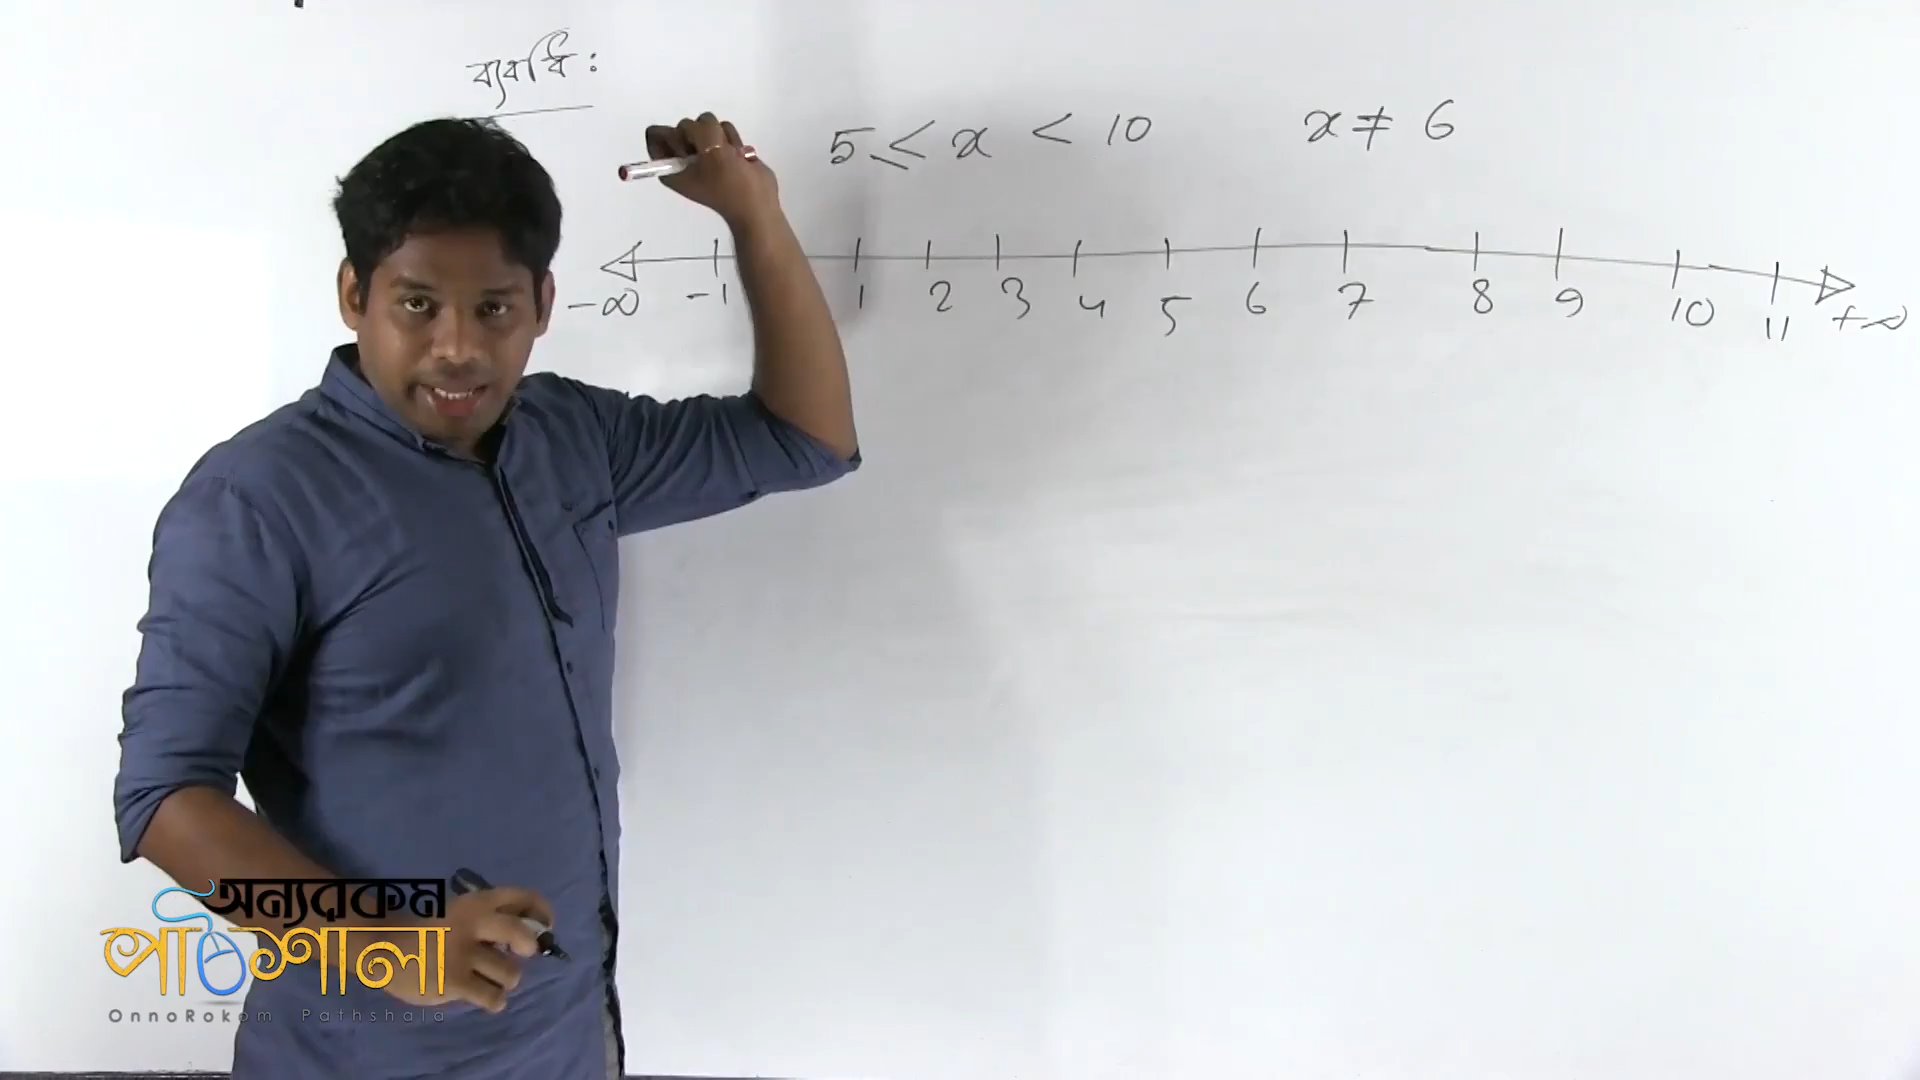 ব্যবধি :
5 ≤ x < 10 x ≠ 6
-∞ -1 1 2 3 4 5 6 7 8 9 10 11 +∞
অন্যরকম
পাঠশালা
OnnoRokom Pathshala